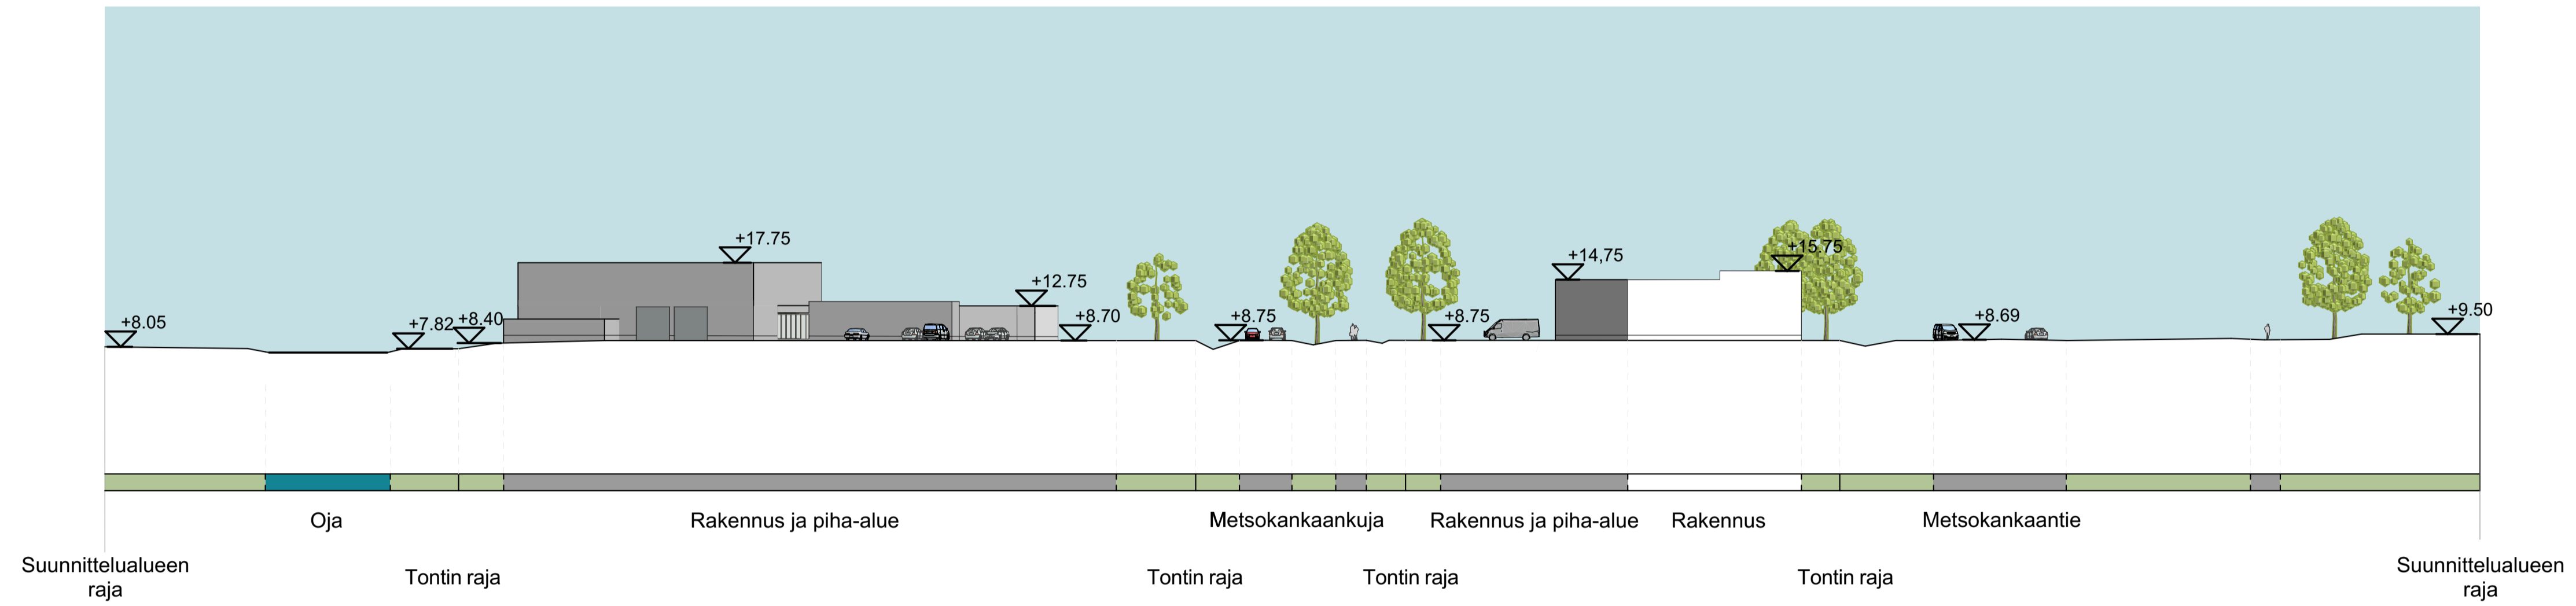 +17.75
+15.75
+14,75
+12.75
+8.05
+7.82
+8.40
+8.70
+8.75
+8.75
+8.69
+9.50
Oja
Rakennus ja piha-alue
Metsokankaankuja
Rakennus ja piha-alue
Rakennus
Metsokankaantie
Suunnittelualueen
raja
Tontin raja
Tontin raja
Tontin raja
Tontin raja
Suunnittelualueen
raja